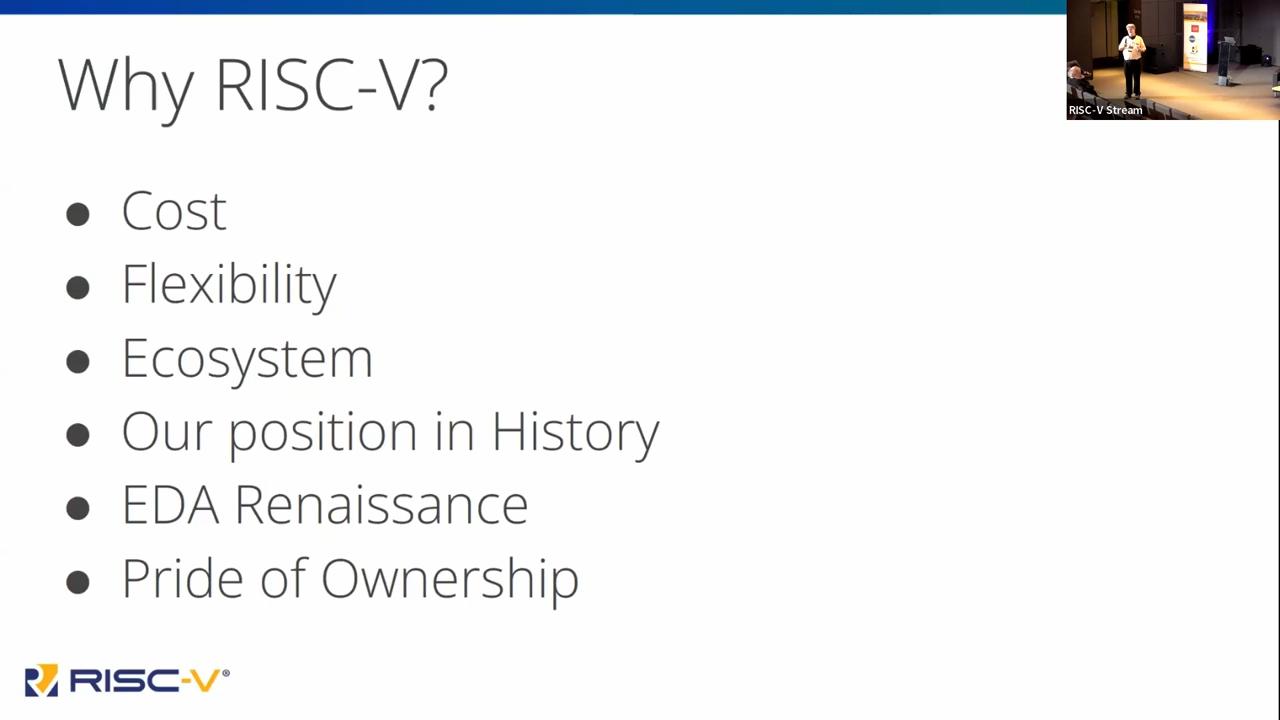 Why RISC-V?
RISC-V Stream
● Cost
● Flexibility
● Ecosystem
● Our position in History
● EDA Renaissance
● Pride of Ownership
RISC-V®